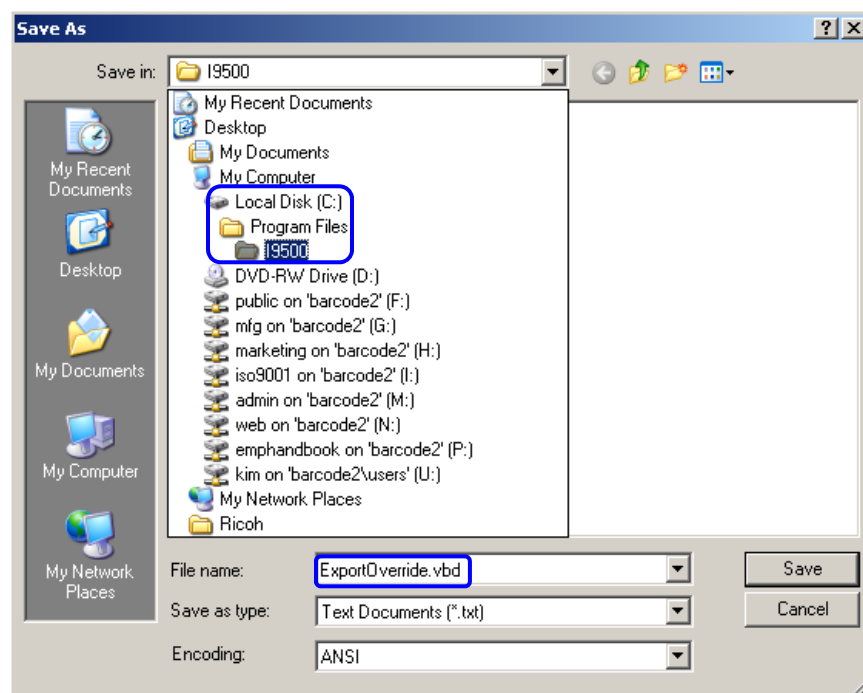 Save As
Save in: I9500
My Recent Documents
Desktop
My Documents
My Computer
Local Disk (C:)
Program Files
I9500
DVD-RW Drive (D:)
public on 'barcode2' (F:)
mfg on 'barcode2' (G:)
marketing on 'barcode2' (H:)
iso9001 on 'barcode2' (I:)
admin on 'barcode2' (M:)
web on 'barcode2' (N:)
emphandbook on 'barcode2' (P:)
kim on 'barcode2\users' (U:)
My Network Places
Ricoh
My Recent
Documents
Desktop
My Documents
My Computer
My Network
Places
File name: ExportOverride.vbd Save
Save as type: Text Documents (*.txt) Cancel
Encoding: ANSI